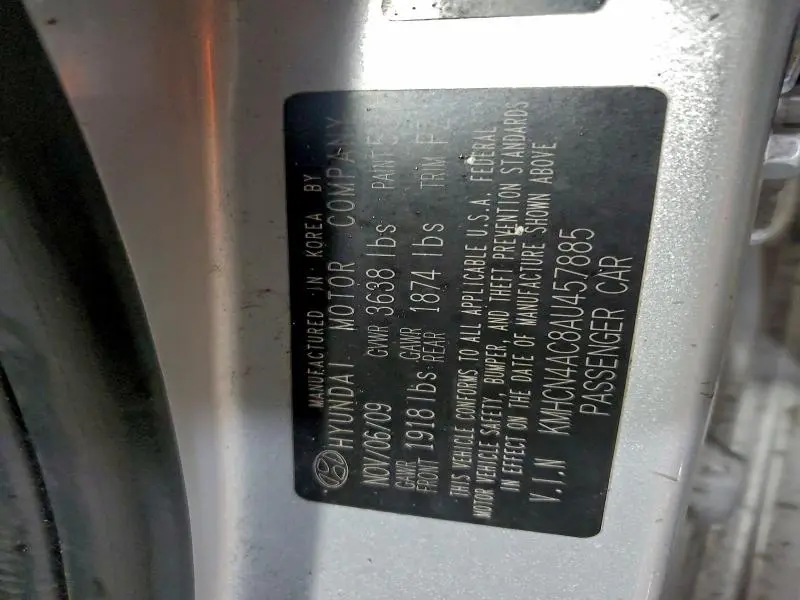 MANUFACTURED IN KOREA BY
HYUNDAI MOTOR COMPANY
NOV/06/09 GVWR 3638 lbs PAINT
GAWR FRONT 1918 lbs GAWR REAR 1874 lbs TRIM F
THIS VEHICLE CONFORMS TO ALL APPLICABLE U.S.A. FEDERAL
MOTOR VEHICLE SAFETY, BUMPER, AND THEFT PREVENTION STANDARDS
IN EFFECT ON THE DATE OF MANUFACTURE SHOWN ABOVE
V.I.N KMHCN4AC8AU457885
PASSENGER CAR